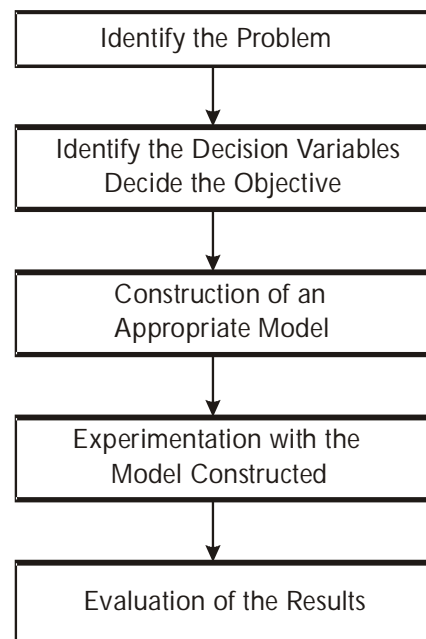 Identify the Problem
Identify the Decision Variables
Decide the Objective
Construction of an
Appropriate Model
Experimentation with the
Model Constructed
Evaluation of the Results